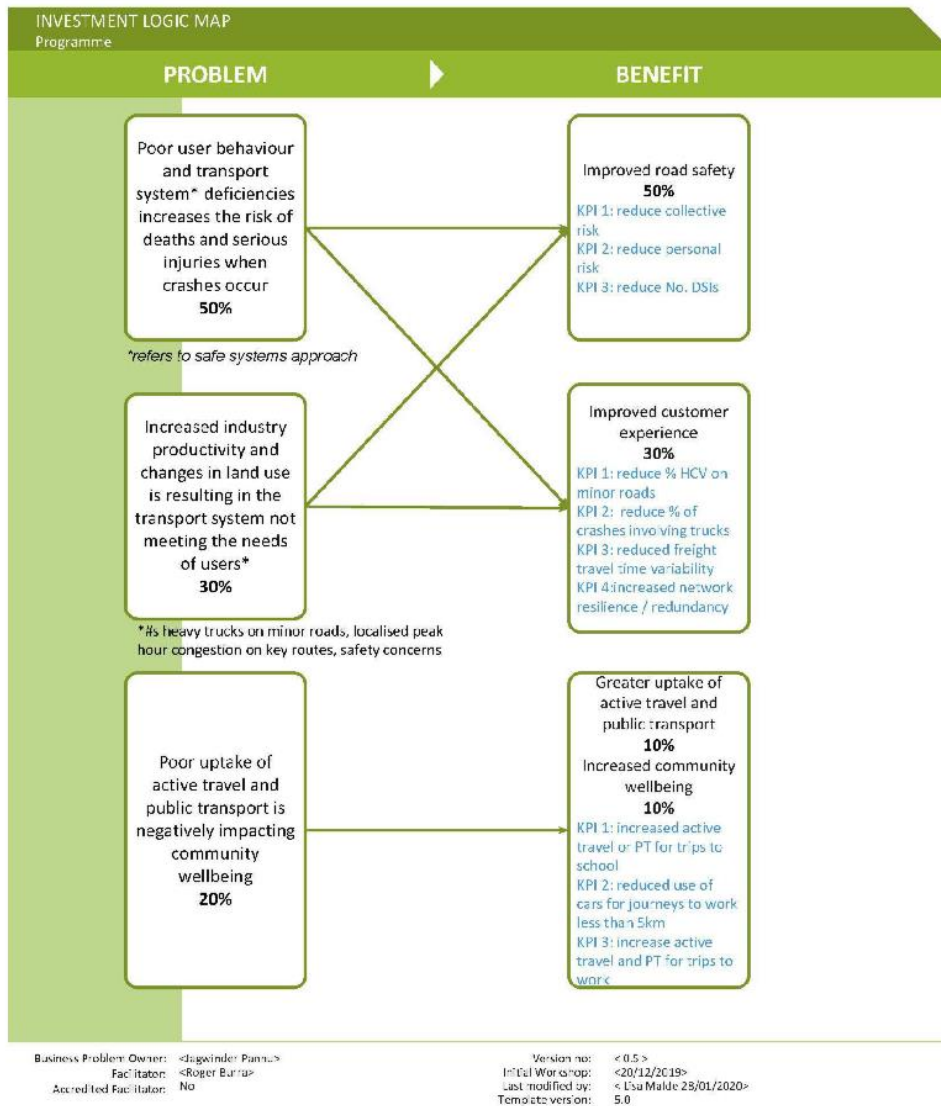 INVESTMENT LOGIC MAP
Programme
PROBLEM
BENEFIT
Poor user behaviour
and transport
system* deficiencies
increases the risk of
deaths and serious
injuries when
crashes occur
50%
*refers to safe systems approach
Increased industry
productivity and
changes in land use
is resulting in the
transport system not
meeting the needs
of users*
30%
*#s heavy trucks on minor roads, localised peak
hour congestion on key routes, safety concerns
Poor uptake of
active travel and
public transport is
negatively impacting
community
wellbeing
20%
Improved road safety
50%
KPI 1: reduce collective
risk
KPI 2: reduce personal
risk
KPI 3: reduce No. DSIs
Improved customer
experience
30%
KPI 1: reduce % HCV on
minor roads
KPI 2: reduce % of
crashes involving trucks
KPI 3: reduced freight
travel time variability
KPI 4:increased network
resilience / redundancy
Greater uptake of
active travel and
public transport
10%
Increased community
wellbeing
10%
KPI 1: increased active
travel or PT for trips to
school
KPI 2: reduced use of
cars for journeys to work
less than 5km
KPI 3: increase active
travel and PT for trips to
work
Business Problem Owner: <Jagwinder Pannu>
Facilitator: <Roger Burra>
Accredited Facilitator: No
Version no: < 0.5 >
Initial Workshop: <20/12/2019>
Last modified by: < Lisa Malde 28/01/2020>
Template version: 5.0